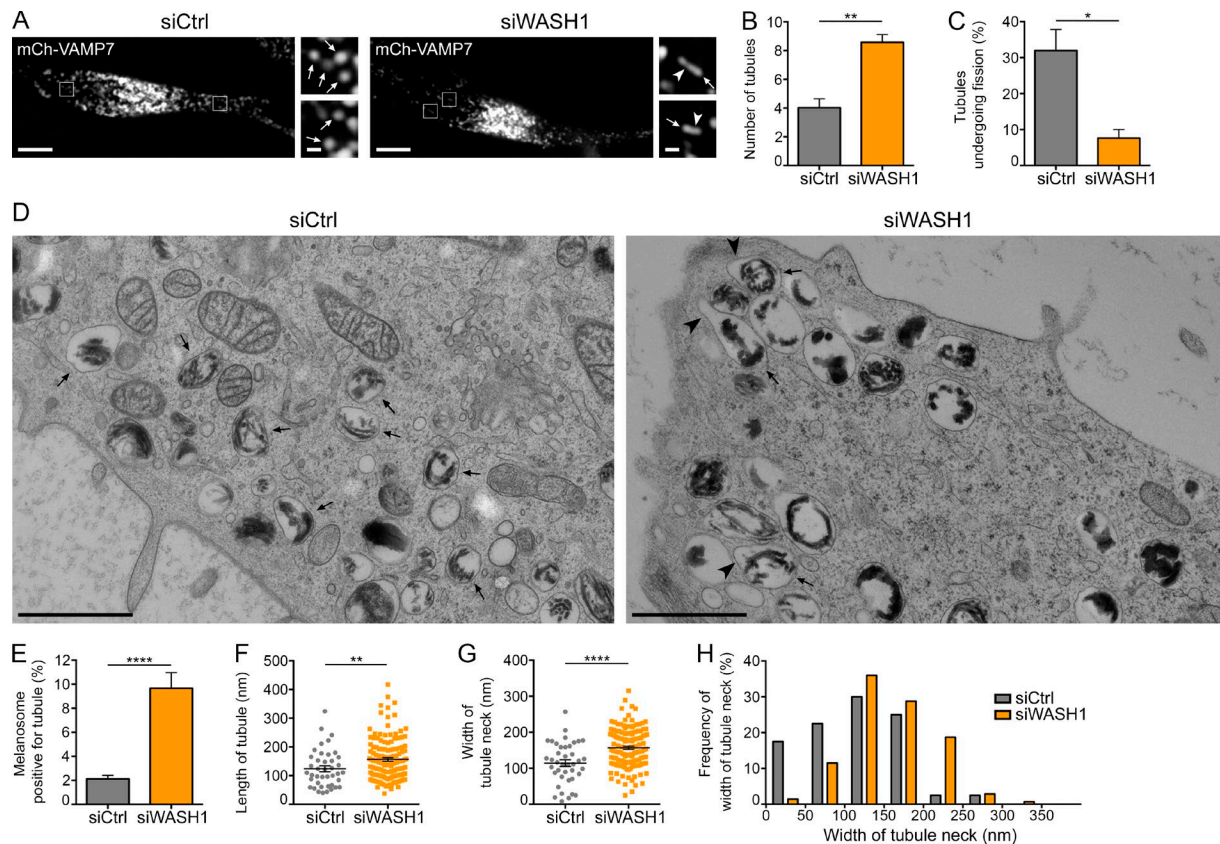 A
siCtrl
siWASH1
mCh-VAMP7
mCh-VAMP7
B
**
Number of tubules
10
8
6
4
2
0
siCtrl
siWASH1
C
*
Tubules
undergoing fission (%)
40
30
20
10
0
siCtrl
siWASH1
D
siCtrl
siWASH1
E
****
Melanosome
positive for tubule (%)
12
10
8
6
4
2
0
siCtrl
siWASH1
F
**
Length of tubule (nm)
500
400
300
200
100
0
siCtrl
siWASH1
G
****
Width of
tubule neck (nm)
400
300
200
100
0
siCtrl
siWASH1
H
Frequency of
width of tubule neck (%)
40
30
20
10
0
0 50 100 150 200 250 300 350
Width of tubule neck (nm)
siCtrl
siWASH1